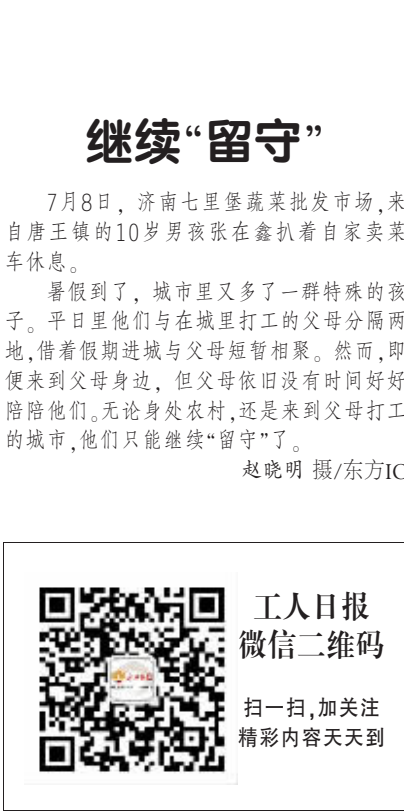 继续“留守”
7月8日，济南七里堡蔬菜批发市场，来
自唐王镇的10岁男孩张在鑫扒着自家卖菜
车休息。
暑假到了，城市里又多了一群特殊的孩
子。平日里他们与在城里打工的父母分隔两
地，借着假期进城与父母短暂相聚。然而，即
便来到父母身边，但父母依旧没有时间好好
陪陪他们。无论身处农村，还是来到父母打工
的城市，他们只能继续“留守”了。
赵晓明 摄/东方IC
工人日报
微信二维码
扫一扫，加关注
精彩内容天天到